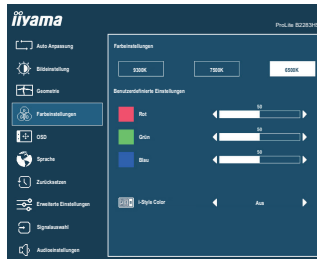 iiyama
ProLite B2283HS
Auto Anpassung
Bildeinstellung
Geometrie
Farbeinstellungen
OSD
Sprache
Zurücksetzen
Erweiterte Einstellungen
Signalauswahl
Audioeinstellungen
Farbeinstellungen
9300K
7500K
6500K
Benutzerdefinierte Einstellungen
Rot
50
Grün
50
Blau
50
i-Style Color
Aus